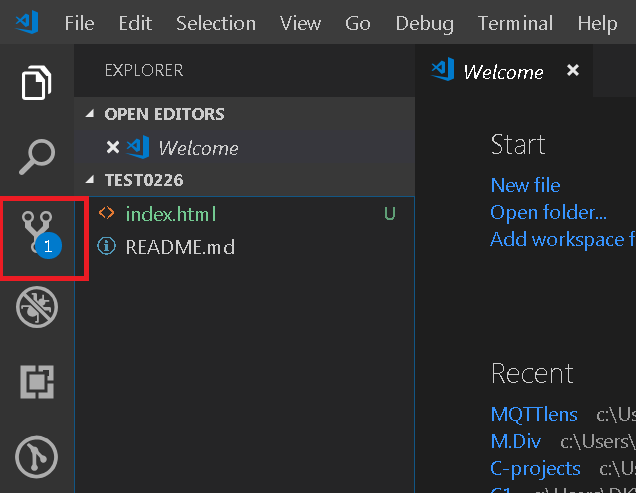 File Edit Selection View Go Debug Terminal Help
EXPLORER
OPEN EDITORS
Welcome
TEST0226
index.html U
README.md
1
Welcome
Start
New file
Open folder...
Add workspace f
Recent
MQTTlens c:\Us
M.Div c:\Users\
C-projects c:\Us